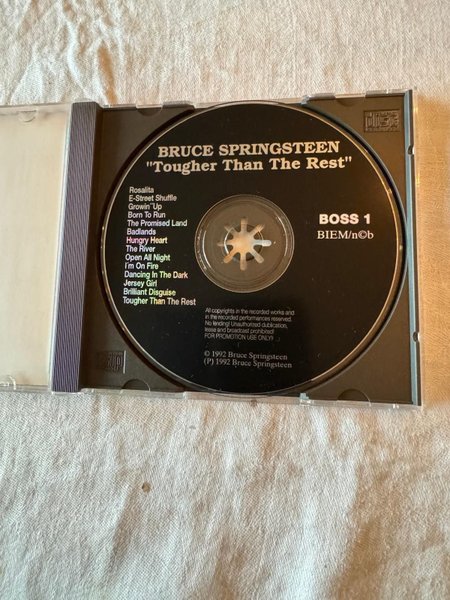 BRUCE SPRINGSTEEN
"Tougher Than The Rest"
Rosalita
E-Street Shuffle
Growin´Up
Born To Run
The Promised Land
Badlands
Hungry Heart
The River
Open All Night
I´m On Fire
Dancing In The Dark
Jersey Girl
Brilliant Disguise
Tougher Than The Rest
BOSS 1
BIEM/n©b
All copyrights in the recorded works and
in the recorded performances reserved.
No lending! Unauthorised dublication,
lease and broadcast prohibited!
FOR PROMOTION USE ONLY!
© 1992 Bruce Springsteen
(P) 1992 Bruce Springsteen